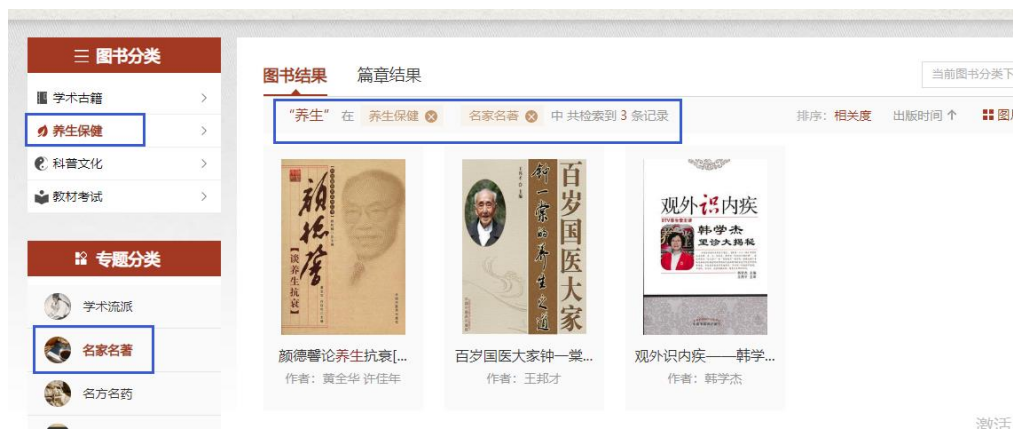 三 图书分类
学术古籍
养生保健
科普文化
教材考试
专题分类
学术流派
名家名著
名方名药
图书结果 篇章结果
当前图书分类下
“养生” 在 养生保健 名家名著 中 共检索到 3 条记录
排序：相关度 出版时间
颜德馨
谈养生抗衰
百岁国医大家
钟一棠的养生之道
观外识内疾
韩学杰
望诊大揭秘
颜德馨论养生抗衰[...
作者：黄全华 许佳年
百岁国医大家钟一棠...
作者：王邦才
观外识内疾——韩学...
作者：韩学杰
激活